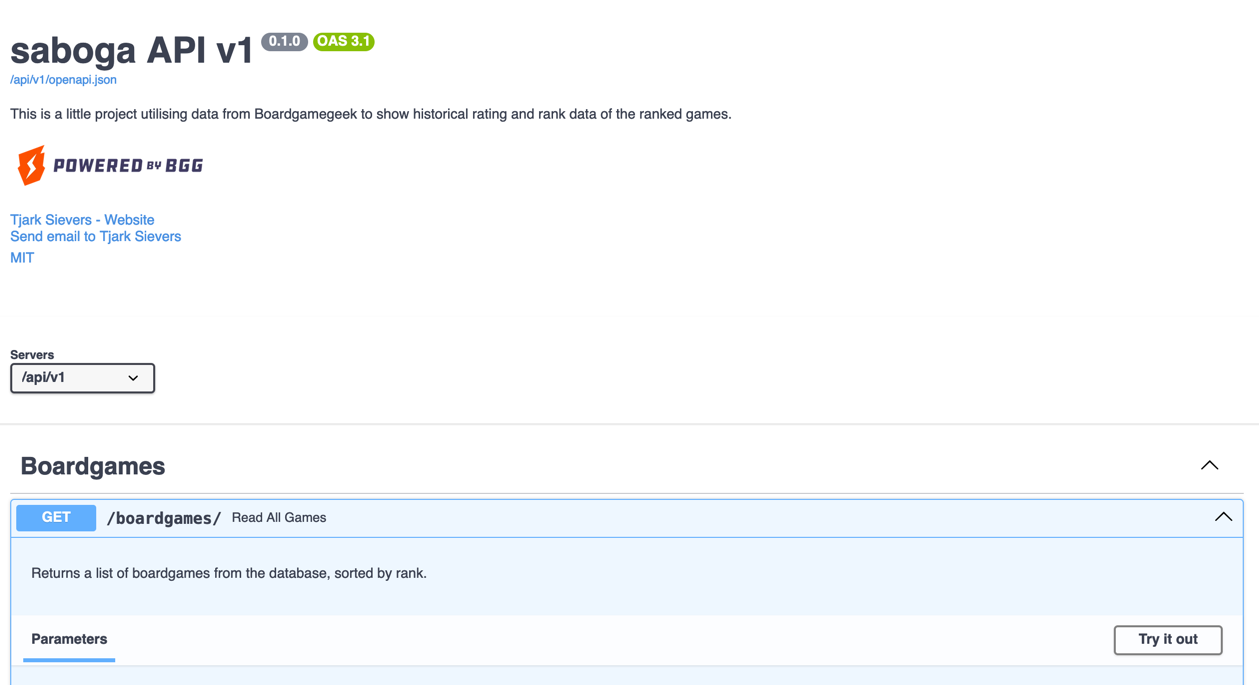 saboga API v1 0.1.0 OAS 3.1
/api/v1/openapi.json
This is a little project utilising data from Boardgamegeek to show historical rating and rank data of the ranked games.
POWERED BY BGG
Tjark Sievers - Website
Send email to Tjark Sievers
MIT
Servers
/api/v1
Boardgames
GET /boardgames/ Read All Games
Returns a list of boardgames from the database, sorted by rank.
Parameters Try it out